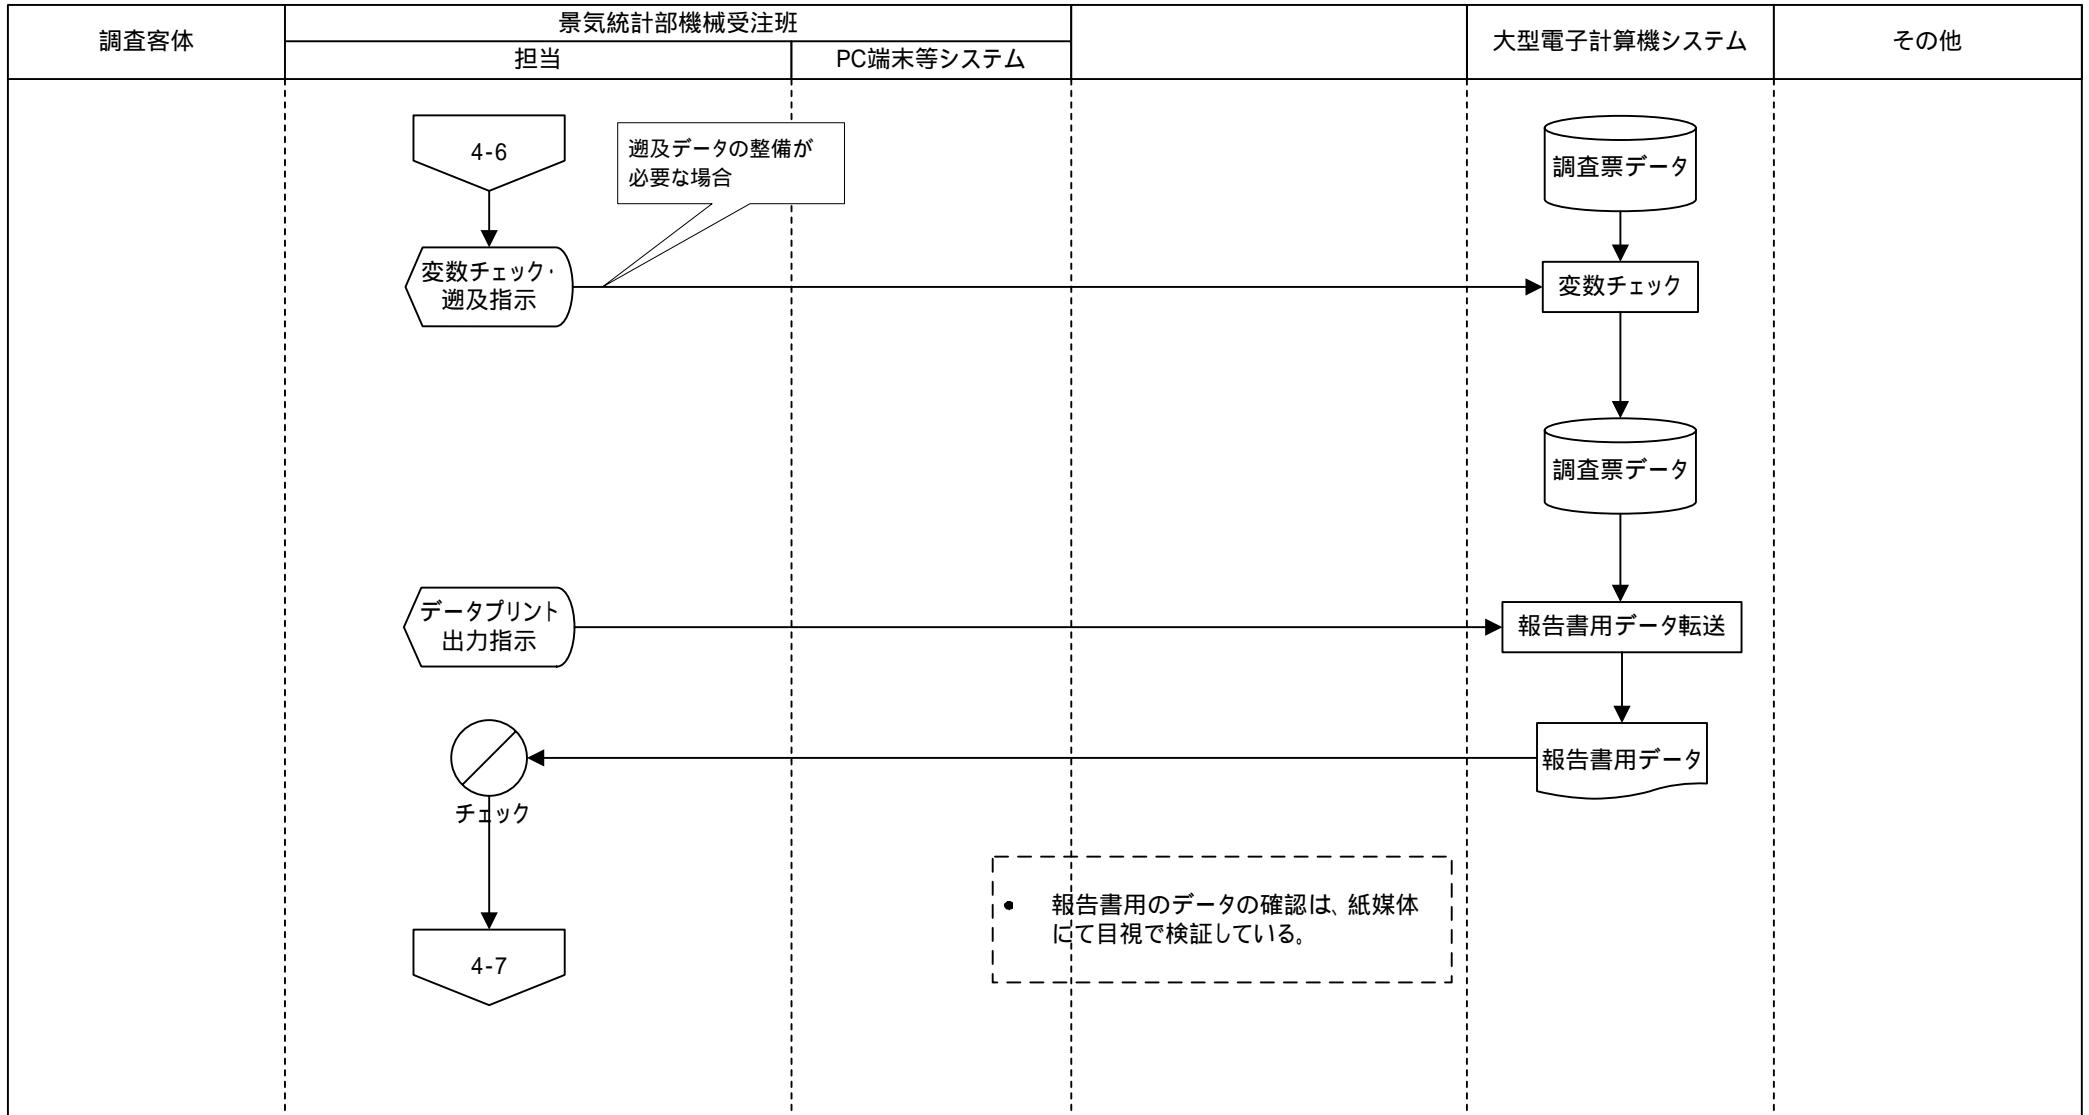 調査客体
景気統計部機械受注班
担当
PC端末等システム
大型電子計算機システム
その他
4-6
遡及データの整備が
必要な場合
調査票データ
変数チェック・
遡及指示
変数チェック
調査票データ
データプリント
出力指示
報告書用データ転送
報告書用データ
チェック
• 報告書用のデータの確認は、紙媒体
にて目視で検証している。
4-7